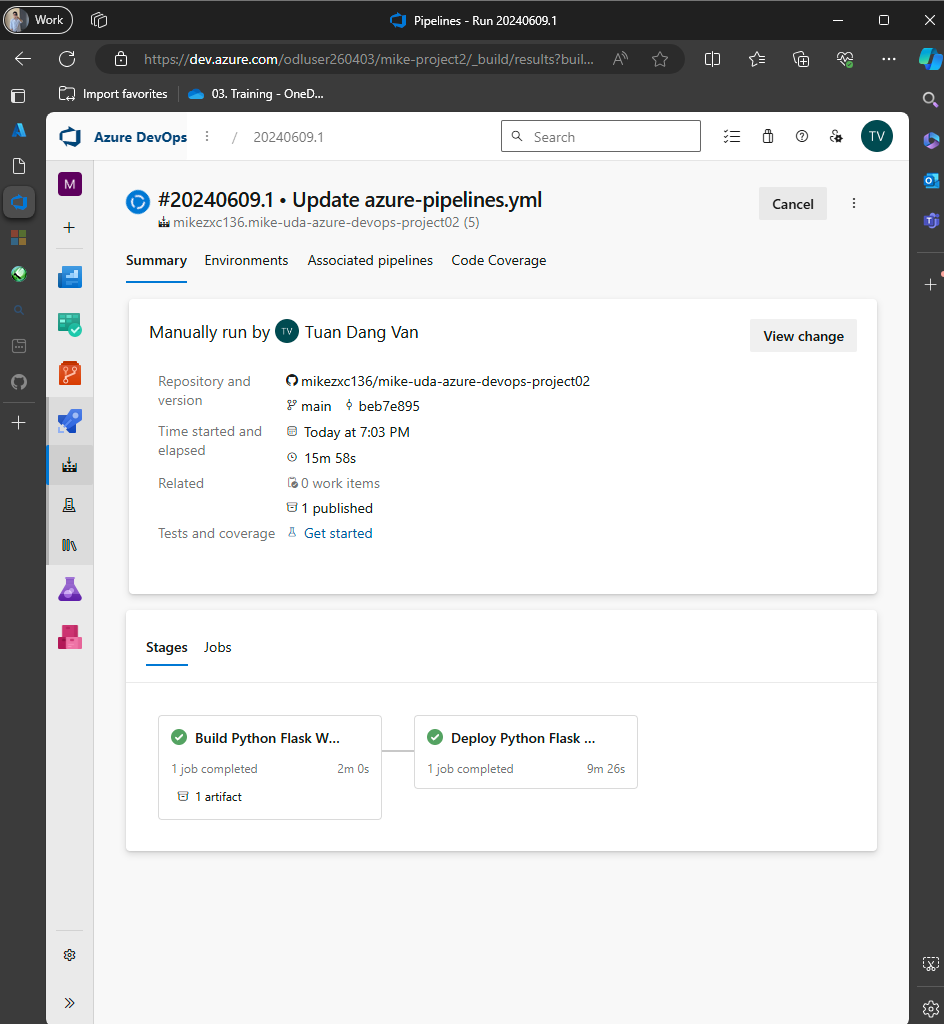 Work
Pipelines - Run 20240609.1
https://dev.azure.com/odluser260403/mike-project2/_build/results?buil...
Import favorites
03. Training - OneD...
Azure DevOps
/
20240609.1
Search
TV
M
#20240609.1 • Update azure-pipelines.yml
mikezxc136.mike-uda-azure-devops-project02 (5)
Cancel
Summary
Environments
Associated pipelines
Code Coverage
Manually run by TV Tuan Dang Van
View change
Repository and version
mikezxc136/mike-uda-azure-devops-project02
main beb7e895
Time started and elapsed
Today at 7:03 PM
15m 58s
Related
0 work items
1 published
Tests and coverage
Get started
Stages
Jobs
Build Python Flask W...
1 job completed 2m 0s
1 artifact
Deploy Python Flask ...
1 job completed 9m 26s